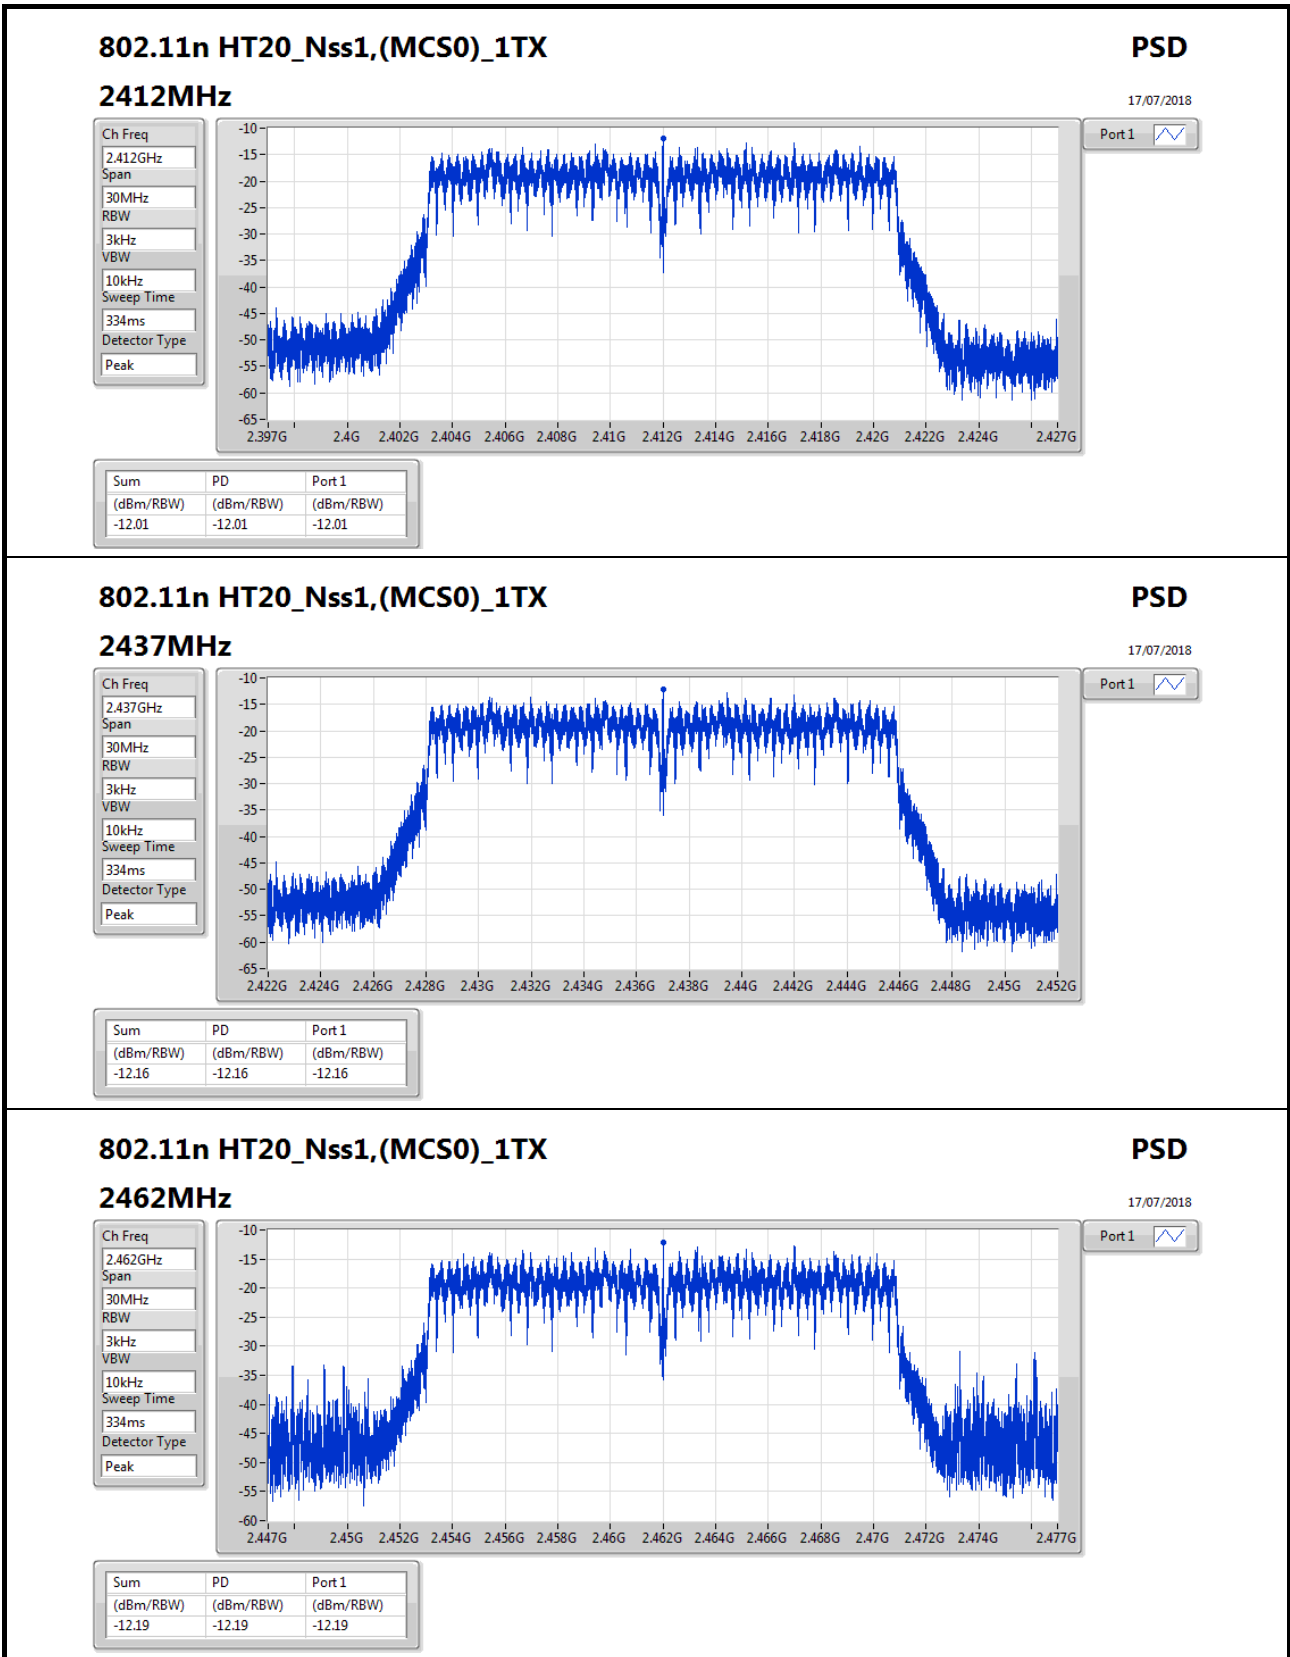 802.11n HT20_Nss1,(MCS0)_1TX PSD
2412MHz 17/07/2018
Ch Freq
2.412GHz
Span
30MHz
RBW
3kHz
VBW
10kHz
Sweep Time
334ms
Detector Type
Peak
-10
-15
-20
-25
-30
-35
-40
-45
-50
-55
-60
-65
2.397G 2.4G 2.402G 2.404G 2.406G 2.408G 2.41G 2.412G 2.414G 2.416G 2.418G 2.42G 2.422G 2.424G 2.427G
Port 1
Sum PD Port 1
(dBm/RBW) (dBm/RBW) (dBm/RBW)
-12.01 -12.01 -12.01
802.11n HT20_Nss1,(MCS0)_1TX PSD
2437MHz 17/07/2018
Ch Freq
2.437GHz
Span
30MHz
RBW
3kHz
VBW
10kHz
Sweep Time
334ms
Detector Type
Peak
-10
-15
-20
-25
-30
-35
-40
-45
-50
-55
-60
-65
2.422G 2.424G 2.426G 2.428G 2.43G 2.432G 2.434G 2.436G 2.438G 2.44G 2.442G 2.444G 2.446G 2.448G 2.45G 2.452G
Port 1
Sum PD Port 1
(dBm/RBW) (dBm/RBW) (dBm/RBW)
-12.16 -12.16 -12.16
802.11n HT20_Nss1,(MCS0)_1TX PSD
2462MHz 17/07/2018
Ch Freq
2.462GHz
Span
30MHz
RBW
3kHz
VBW
10kHz
Sweep Time
334ms
Detector Type
Peak
-10
-15
-20
-25
-30
-35
-40
-45
-50
-55
-60
2.447G 2.45G 2.452G 2.454G 2.456G 2.458G 2.46G 2.462G 2.464G 2.466G 2.468G 2.47G 2.472G 2.474G 2.477G
Port 1
Sum PD Port 1
(dBm/RBW) (dBm/RBW) (dBm/RBW)
-12.19 -12.19 -12.19